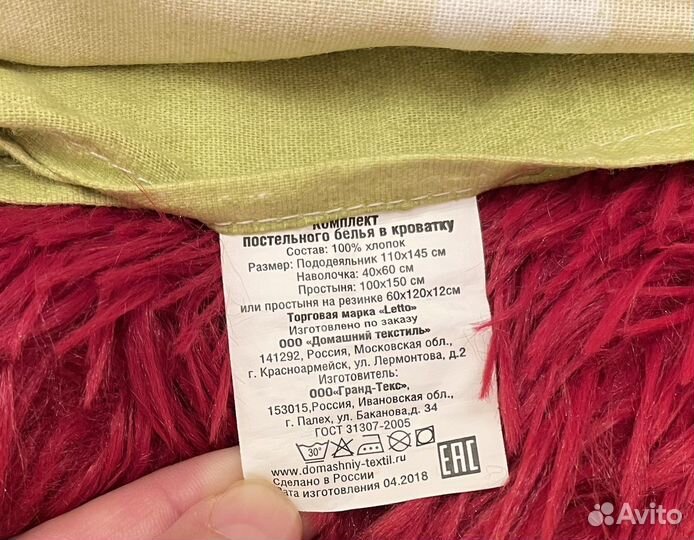 Комплект
постельного белья в кроватку
Состав: 100% хлопок
Размер: Пододеяльник 110х145 см
Наволочка: 40х60 см
Простыня: 100х150 см
или простыня на резинке 60х120х12см
Торговая марка «Letto»
Изготовлено по заказу
ООО «Домашний текстиль»
141292, Россия, Московская обл.,
г. Красноармейск, ул. Лермонтова, д.2
Изготовитель:
ООО«Гранд-Текс»,
153015,Россия, Ивановская обл.,
г. Палех, ул. Баканова,д. 34
ГОСТ 31307-2005
30°
www.domashniy-textil.ru
Сделано в России
Дата изготовления 04.2018
EAC
Avito